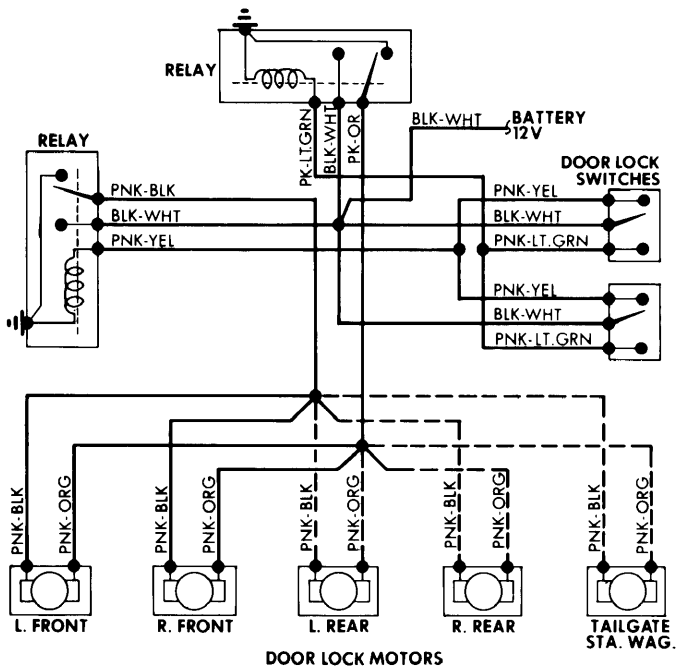 RELAY
PK-LT.GRN
BLK-WHT
PK-OR
BLK-WHT
BATTERY
12V
RELAY
PNK-BLK
BLK-WHT
PNK-YEL
DOOR LOCK
SWITCHES
PNK-YEL
BLK-WHT
PNK-LT.GRN
PNK-YEL
BLK-WHT
PNK-LT.GRN
PNK-BLK
PNK-ORG
PNK-BLK
PNK-ORG
PNK-BLK
PNK-ORG
PNK-BLK
PNK-ORG
PNK-BLK
PNK-ORG
L. FRONT
R. FRONT
L. REAR
R. REAR
TAILGATE
STA. WAG.
DOOR LOCK MOTORS